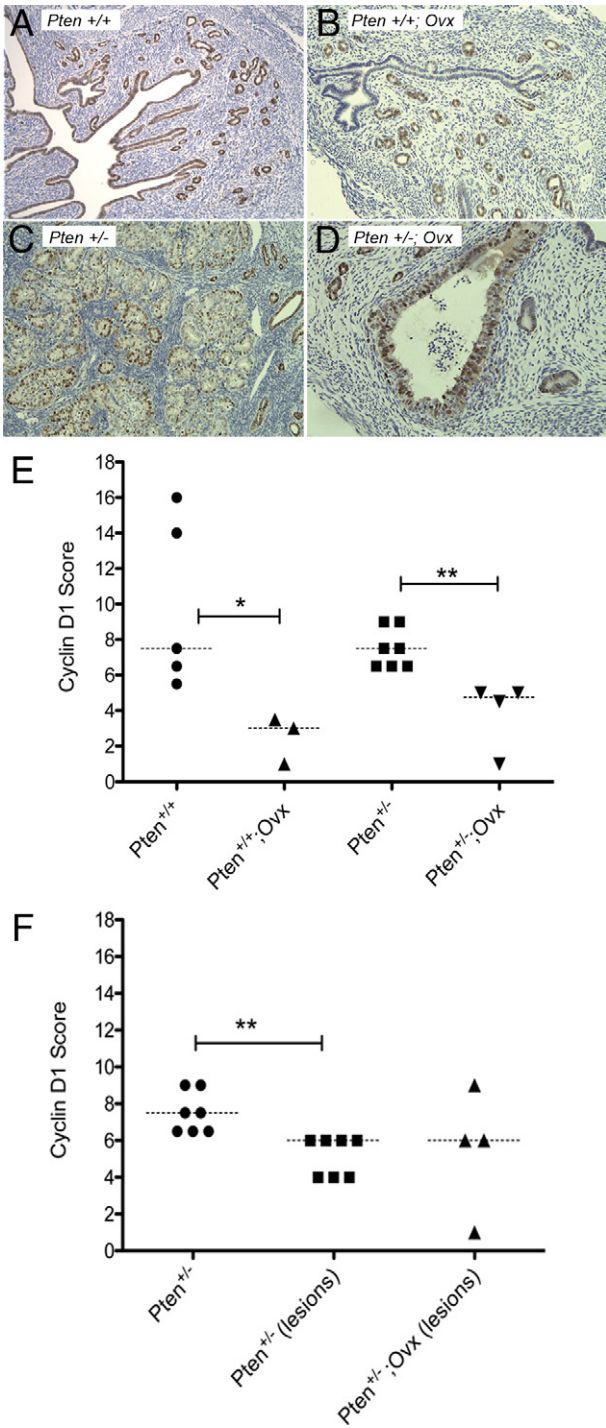 A Pten +/+
B Pten +/+; Ovx
C Pten +/-
D Pten +/-; Ovx
E
Cyclin D1 Score
18
16
14
12
10
8
6
4
2
0
*
**
Pten+/+
Pten+/+;Ovx
Pten+/-
Pten+/-;Ovx
F
Cyclin D1 Score
18
16
14
12
10
8
6
4
2
0
**
Pten+/-
Pten+/- (lesions)
Pten+/-;Ovx (lesions)